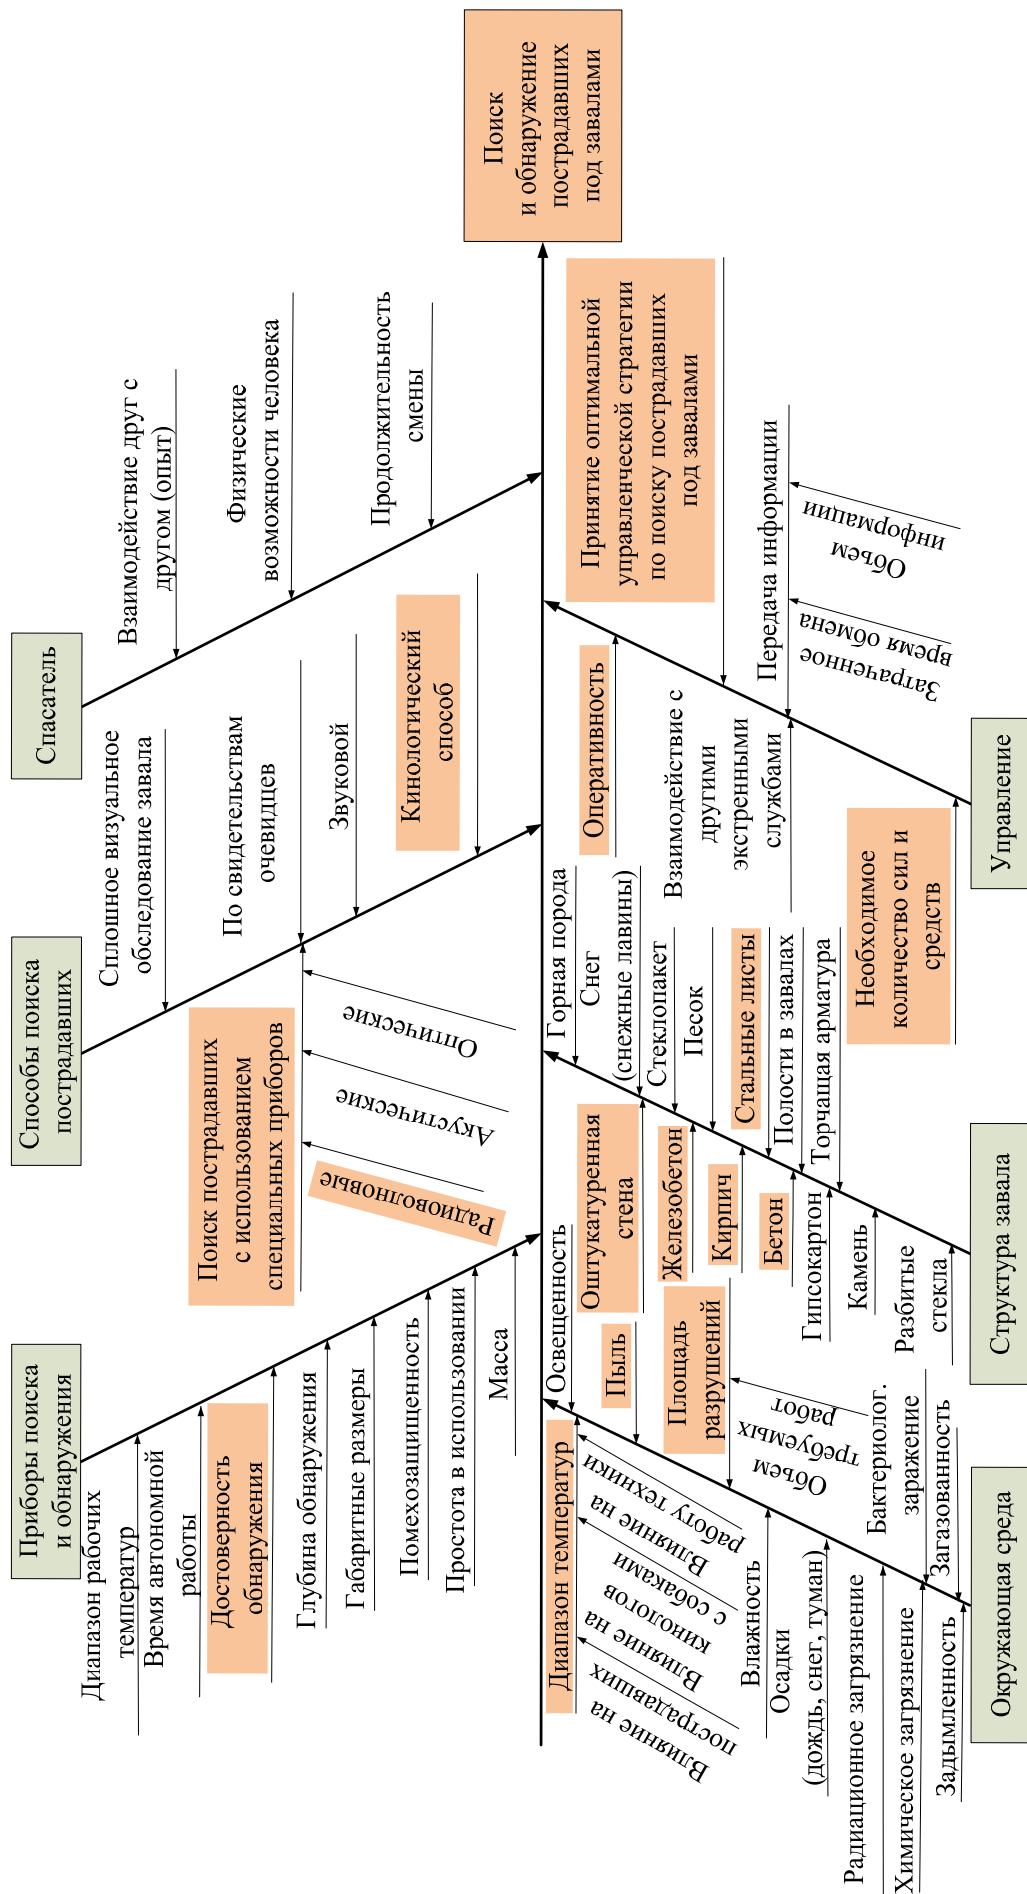 Приборы поиска
и обнаружения
Диапазон рабочих
температур
Время автономной
работы
Достоверность
обнаружения
Глубина обнаружения
Габаритные размеры
Помехозащищенность
Простота в использовании
Масса
Способы поиска
пострадавших
Сплошное визуальное
обследование завала
По свидетельствам
очевидцев
Звуковой
Кинологический
способ
Поиск пострадавших
с использованием
специальных приборов
Радиоволновые
Акустические
Оптические
Спасатель
Взаимодействие друг с
другом (опыт)
Физические
возможности человека
Продолжительность
смены
Поиск
и обнаружение
пострадавших
под завалами
Освещенность
Диапазон температур
Влияние на
пострадавших
Влияние на
кинологов
с собаками
Влияние на
работу техники
Пыль
Площадь
разрушений
Объем
требуемых
работ
Влажность
Осадки
(дождь, снег, туман)
Радиационное загрязнение
Химическое загрязнение
Задымленность
Бактериолог.
заражение
Загазованность
Окружающая среда
Горная порода
Снег
(снежные лавины)
Стеклопакет
Песок
Стальные листы
Полости в завалах
Торчащая арматура
Оштукатуренная
стена
Железобетон
Кирпич
Бетон
Гипсокартон
Камень
Разбитые
стекла
Структура завала
Оперативность
Взаимодействие с
другими
экстренными
службами
Необходимое
количество сил и
средств
Принятие оптимальной
управленческой стратегии
по поиску пострадавших
под завалами
Передача информации
Затраченное
время обмена
Объем
информации
Управление